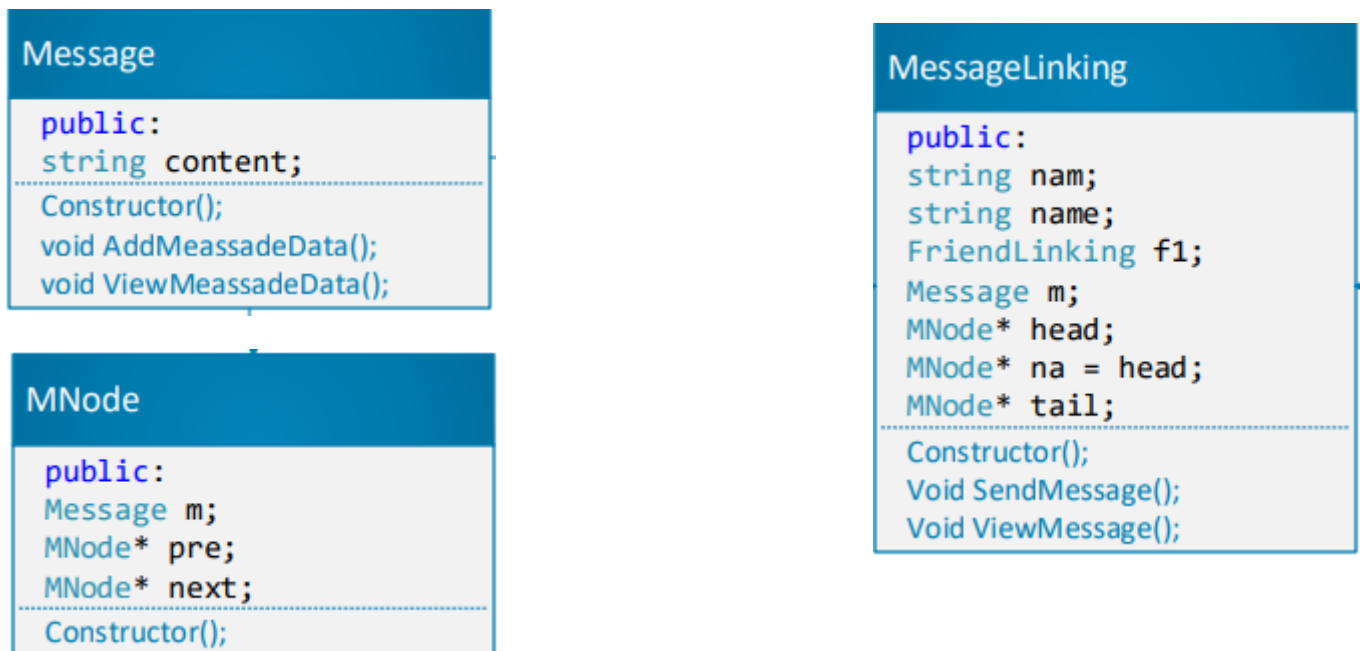 Message
public:
string content;
Constructor();
void AddMeassadeData();
void ViewMeassadeData();
MNode
public:
Message m;
MNode* pre;
MNode* next;
Constructor();
MessageLinking
public:
string nam;
string name;
FriendLinking f1;
Message m;
MNode* head;
MNode* na = head;
MNode* tail;
Constructor();
Void SendMessage();
Void ViewMessage();